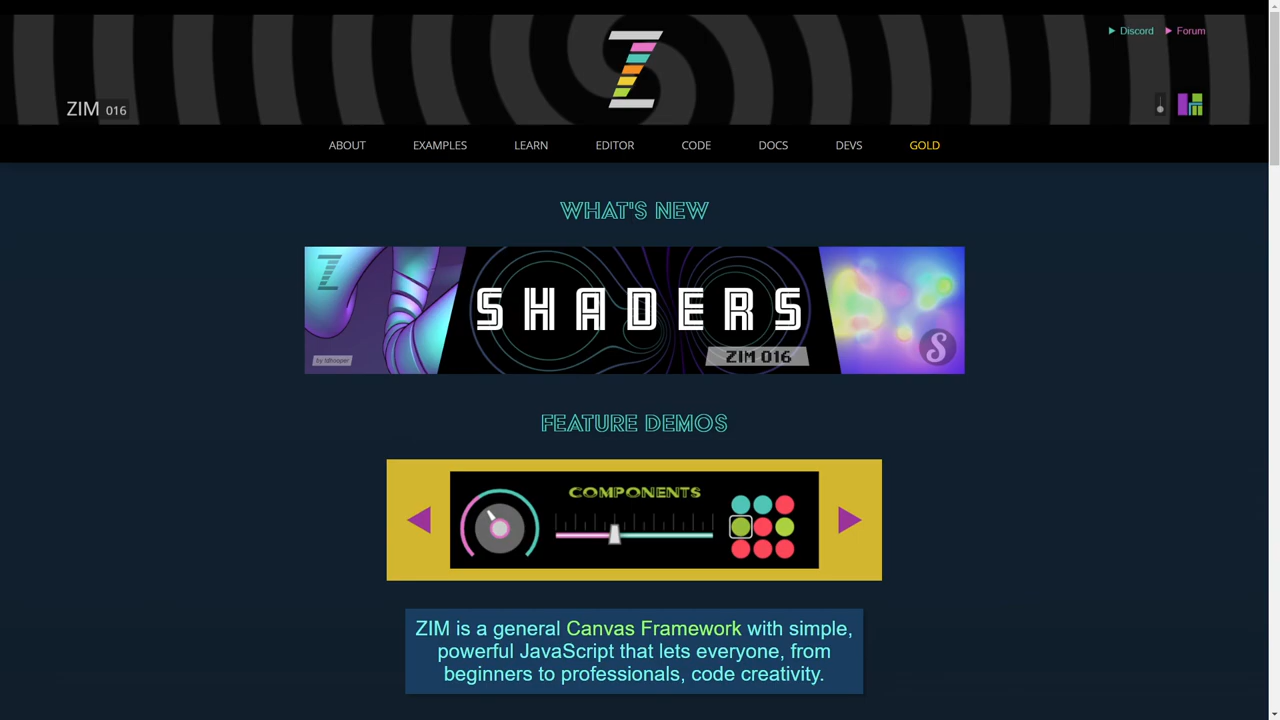 Discord Forum
ZIM 016
ABOUT EXAMPLES LEARN EDITOR CODE DOCS DEVS GOLD
WHAT'S NEW
SHADERS
ZIM 016
by tdhooper
FEATURE DEMOS
COMPONENTS
ZIM is a general Canvas Framework with simple,
powerful JavaScript that lets everyone, from
beginners to professionals, code creativity.